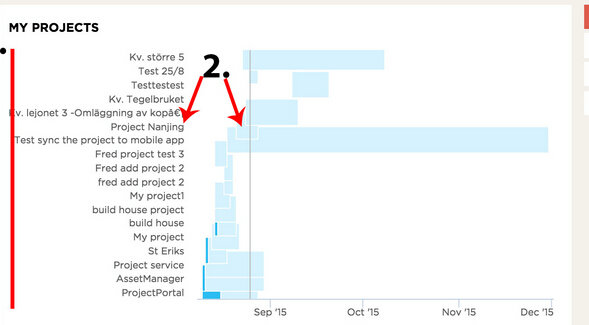 MY PROJECTS
2.
Kv. större 5
Test 25/8
Testtestest
Kv. Tegelbruket
Kv. lejonet 3 -Omläggning av kopâ€
Project Nanjing
Test sync the project to mobile app
Fred project test 3
Fred add project 2
fred add project 2
My project1
build house project
build house
My project
St Eriks
Project service
AssetManager
ProjectPortal
Sep '15 Oct '15 Nov '15 Dec '15